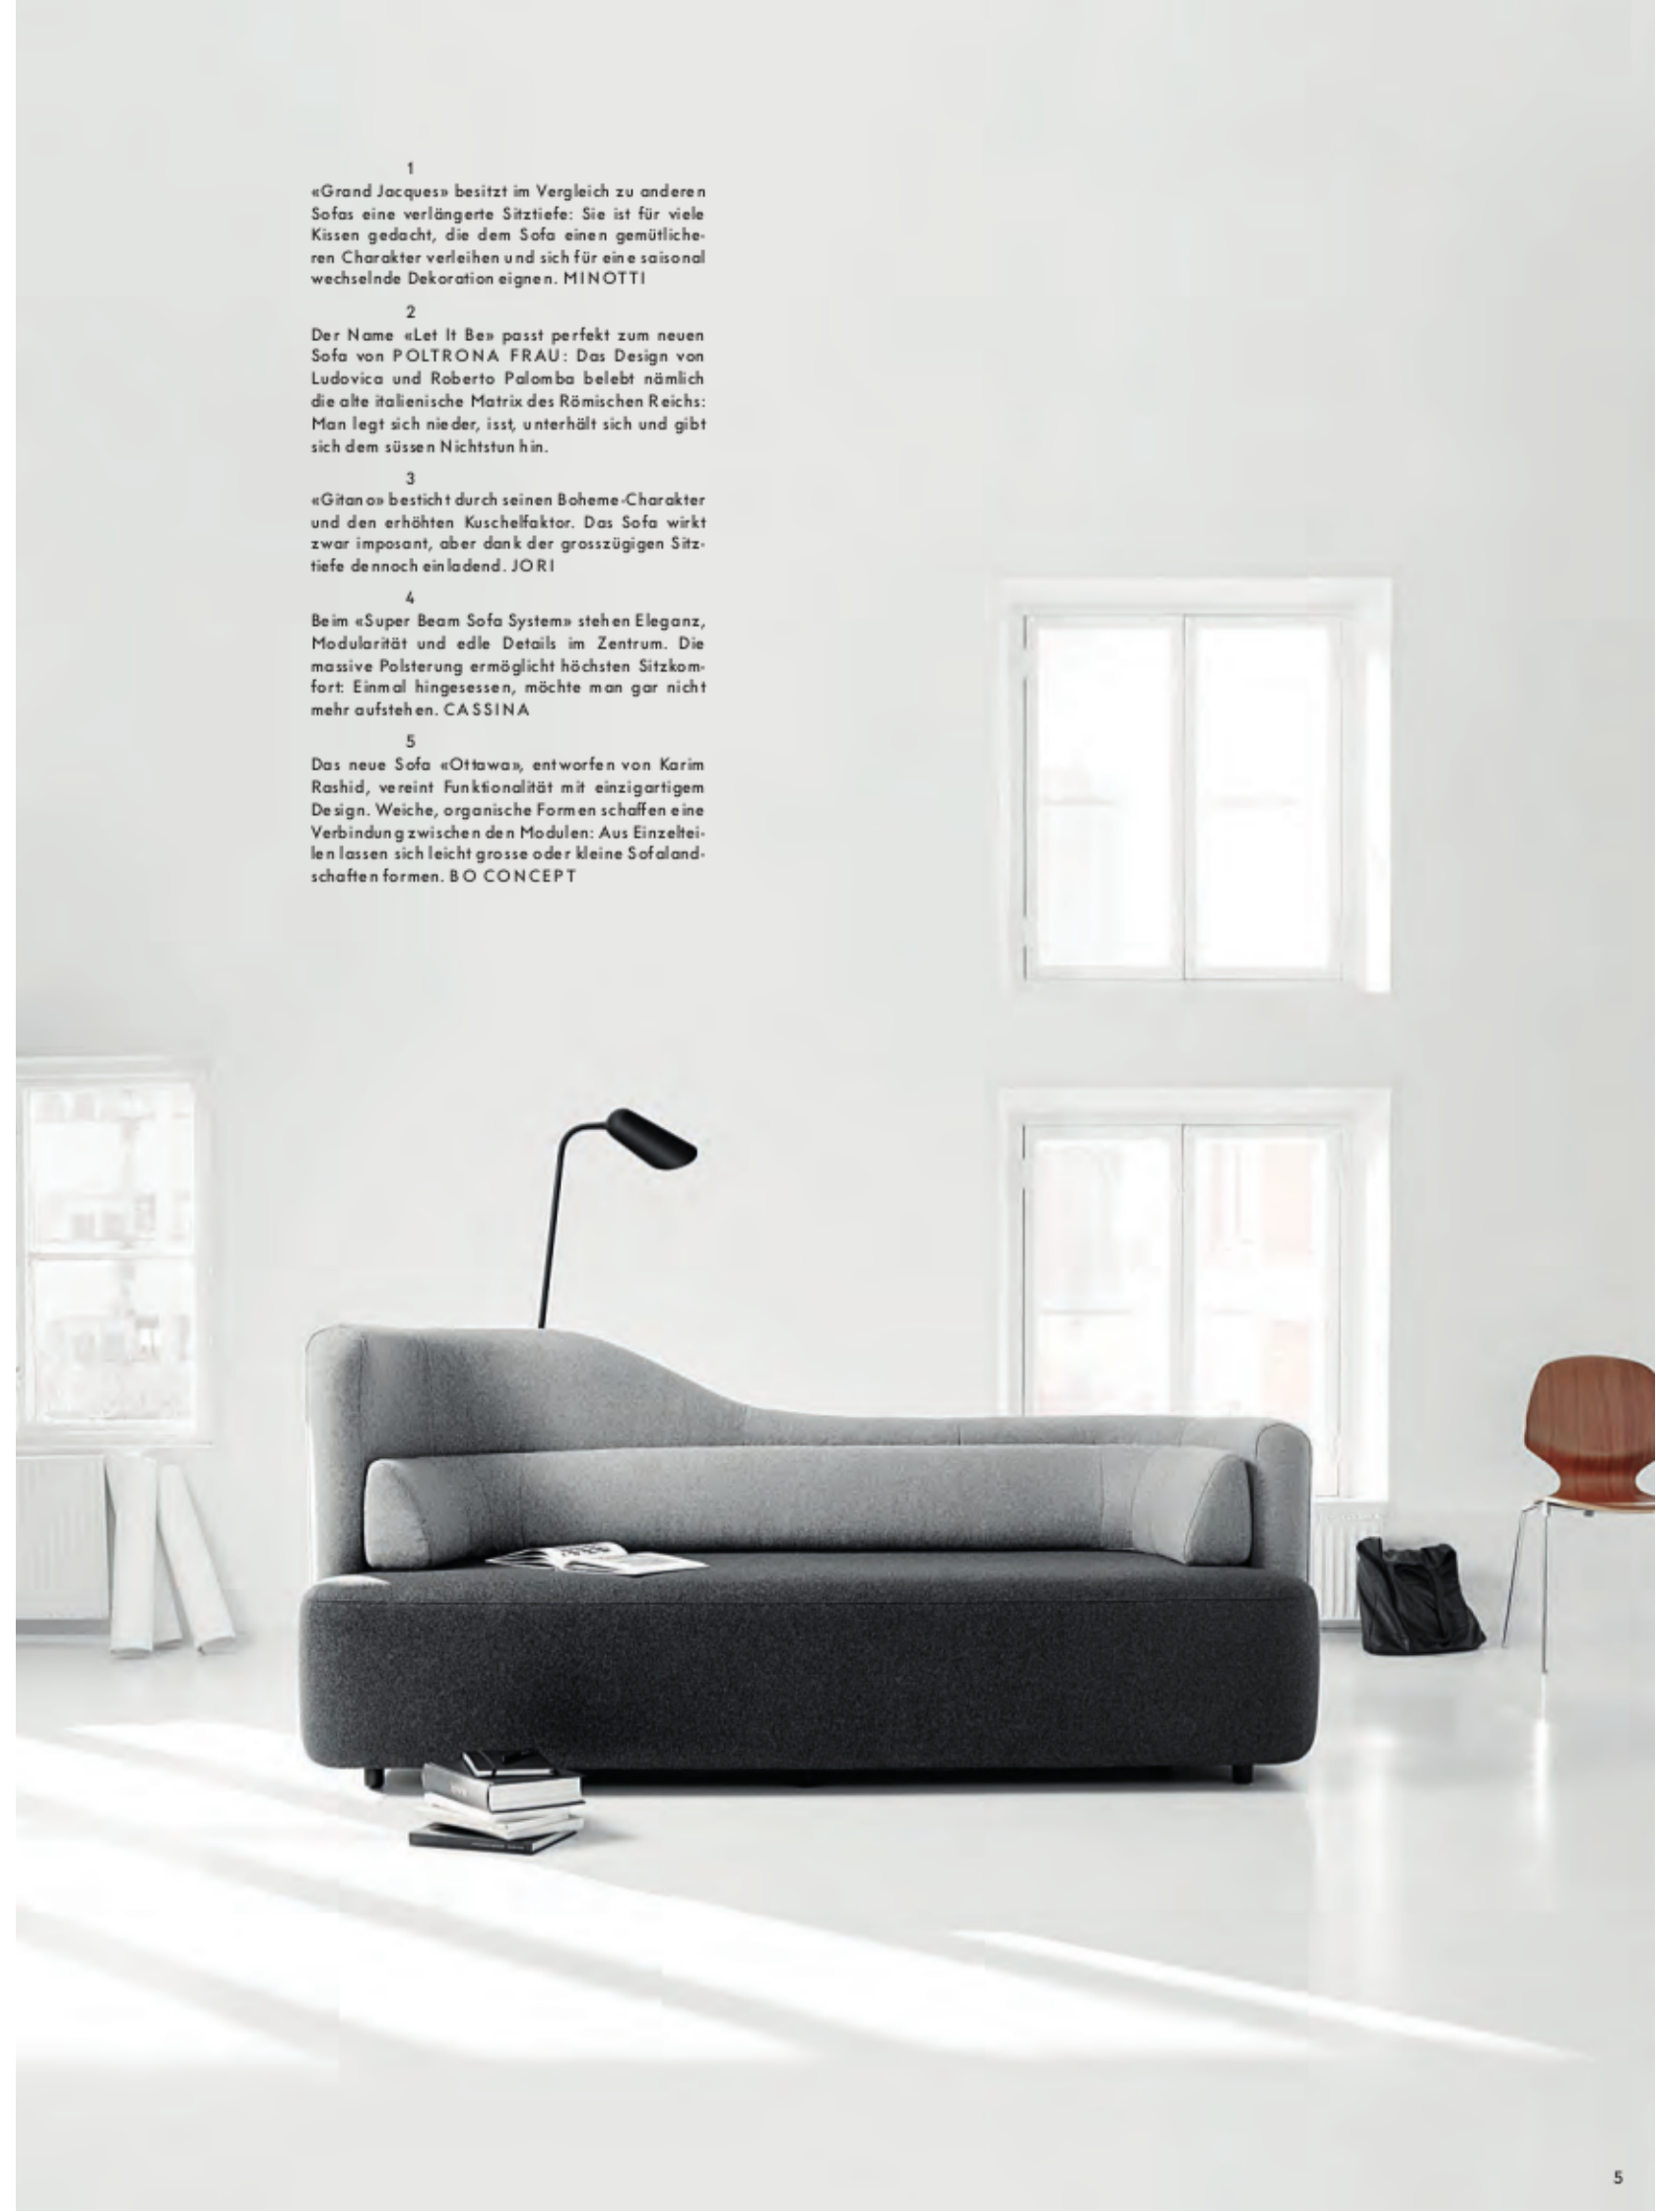 1
«Grand Jacques» besitzt im Vergleich zu anderen
Sofas eine verlängerte Sitztiefe: Sie ist für viele
Kissen gedacht, die dem Sofa einen gemütliche-
ren Charakter verleihen und sich für eine saisonal
wechselnde Dekoration eignen. MINOTTI
2
Der Name «Let It Be» passt perfekt zum neuen
Sofa von POLTRONA FRAU: Das Design von
Ludovica und Roberto Palomba belebt nämlich
die alte italienische Matrix des Römischen Reichs:
Man legt sich nieder, isst, unterhält sich und gibt
sich dem süssen Nichtstun hin.
3
«Gitano» besticht durch seinen Boheme-Charakter
und den erhöhten Kuschelfaktor. Das Sofa wirkt
zwar imposant, aber dank der grosszügigen Sitz-
tiefe dennoch einladend. JORI
4
Beim «Super Beam Sofa System» stehen Eleganz,
Modularität und edle Details im Zentrum. Die
massive Polsterung ermöglicht höchsten Sitzkom-
fort: Einmal hingesessen, möchte man gar nicht
mehr aufstehen. CASSINA
5
Das neue Sofa «Ottawa», entworfen von Karim
Rashid, vereint Funktionalität mit einzigartigem
Design. Weiche, organische Formen schaffen eine
Verbindung zwischen den Modulen: Aus Einzeltei-
len lassen sich leicht grosse oder kleine Sofaland-
schaften formen. BO CONCEPT
5